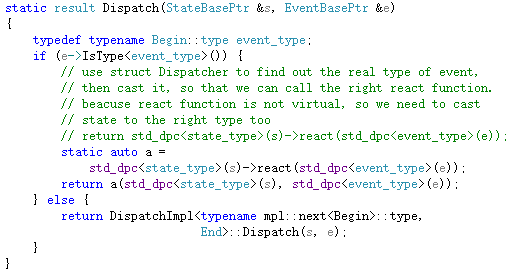 static result Dispatch(StateBasePtr &s, EventBasePtr &e)
{
    typedef typename Begin::type event_type;
    if (e->IsType<event_type>()) {
        // use struct Dispatcher to find out the real type of event,
        // then cast it, so that we can call the right react function.
        // beacuse react function is not virtual, so we need to cast
        // state to the right type too
        // return std_dpc<state_type>(s)->react(std_dpc<event_type>(e));
        static auto a =
            std_dpc<state_type>(s)->react(std_dpc<event_type>(e));
        return a(std_dpc<state_type>(s), std_dpc<event_type>(e));
    } else {
        return DispatchImpl<typename mpl::next<Begin>::type,
                            End>::Dispatch(s, e);
    }
}